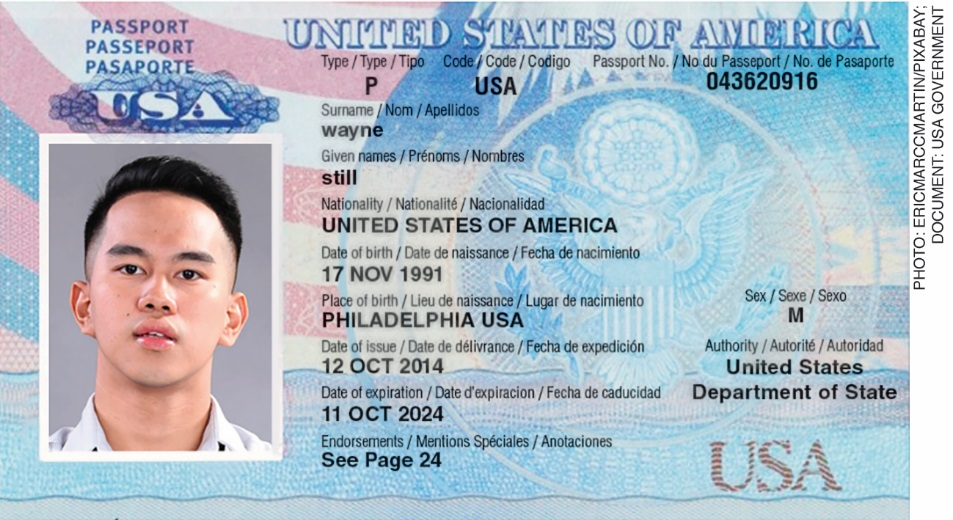 PASSPORT
PASSEPORT
PASAPORTE
USA
UNITED STATES OF AMERICA
Type / Type / Tipo Code / Code / Codigo Passport No. / No du Passeport / No. de Pasaporte
P USA 043620916
Surname / Nom / Apellidos
wayne
Given names / Prénoms / Nombres
still
Nationality / Nationalité / Nacionalidad
UNITED STATES OF AMERICA
Date of birth / Date de naissance / Fecha de nacimiento
17 NOV 1991
Place of birth / Lieu de naissance / Lugar de nacimiento
PHILADELPHIA USA
Sex / Sexe / Sexo
M
Date of issue / Date de délivrance / Fecha de expedición
12 OCT 2014
Authority / Autorité / Autoridad
United States
Department of State
Date of expiration / Date d'expiracion / Fecha de caducidad
11 OCT 2024
Endorsements / Mentions Spéciales / Anotaciones
See Page 24
USA
PHOTO: ERICMARCCMARTIN/PIXABAY;
DOCUMENT: USA GOVERNMENT